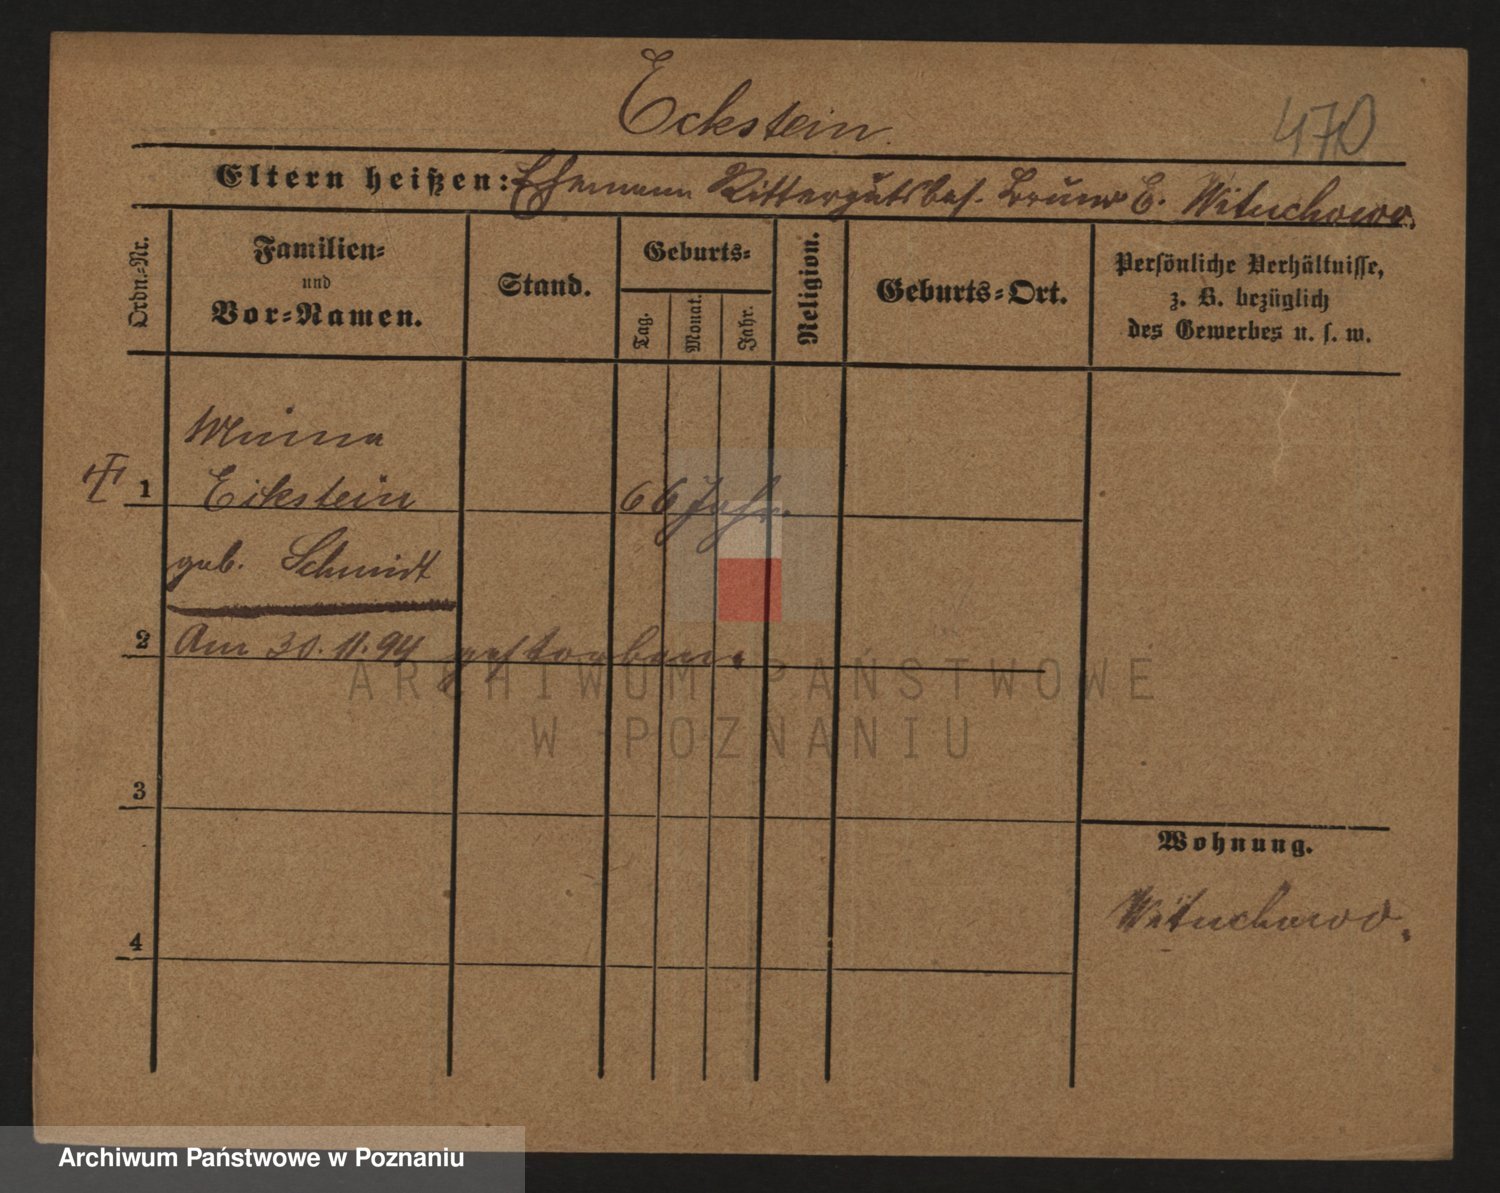 Eckstein.
470
Eltern heißen: Ehemann Rittergutsbes. Bruno E. Wituchowo.
Ordn.-Nr.
Familien-
und
Vor-Namen.
Stand.
Geburts-
Tag.
Monat.
Jahr.
Religion.
Geburts-Ort.
Persönliche Verhältnisse,
z. B. bezüglich
des Gewerbes u. s. w.
Minna
1 Eckstein 66 Jahr.
geb. Schmidt
2 Am 30.11.94 gestorben.
ARCHIWUM PAŃSTWOWE
W POZNANIU
3
Wohnung.
Wituchowo.
4
Archiwum Państwowe w Poznaniu